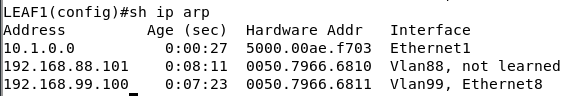 LEAF1(config)#sh ip arp
Address         Age (sec)  Hardware Addr   Interface
10.1.0.0          0:00:27  5000.00ae.f703  Ethernet1
192.168.88.101    0:08:11  0050.7966.6810  Vlan88, not learned
192.168.99.100    0:07:23  0050.7966.6811  Vlan99, Ethernet8